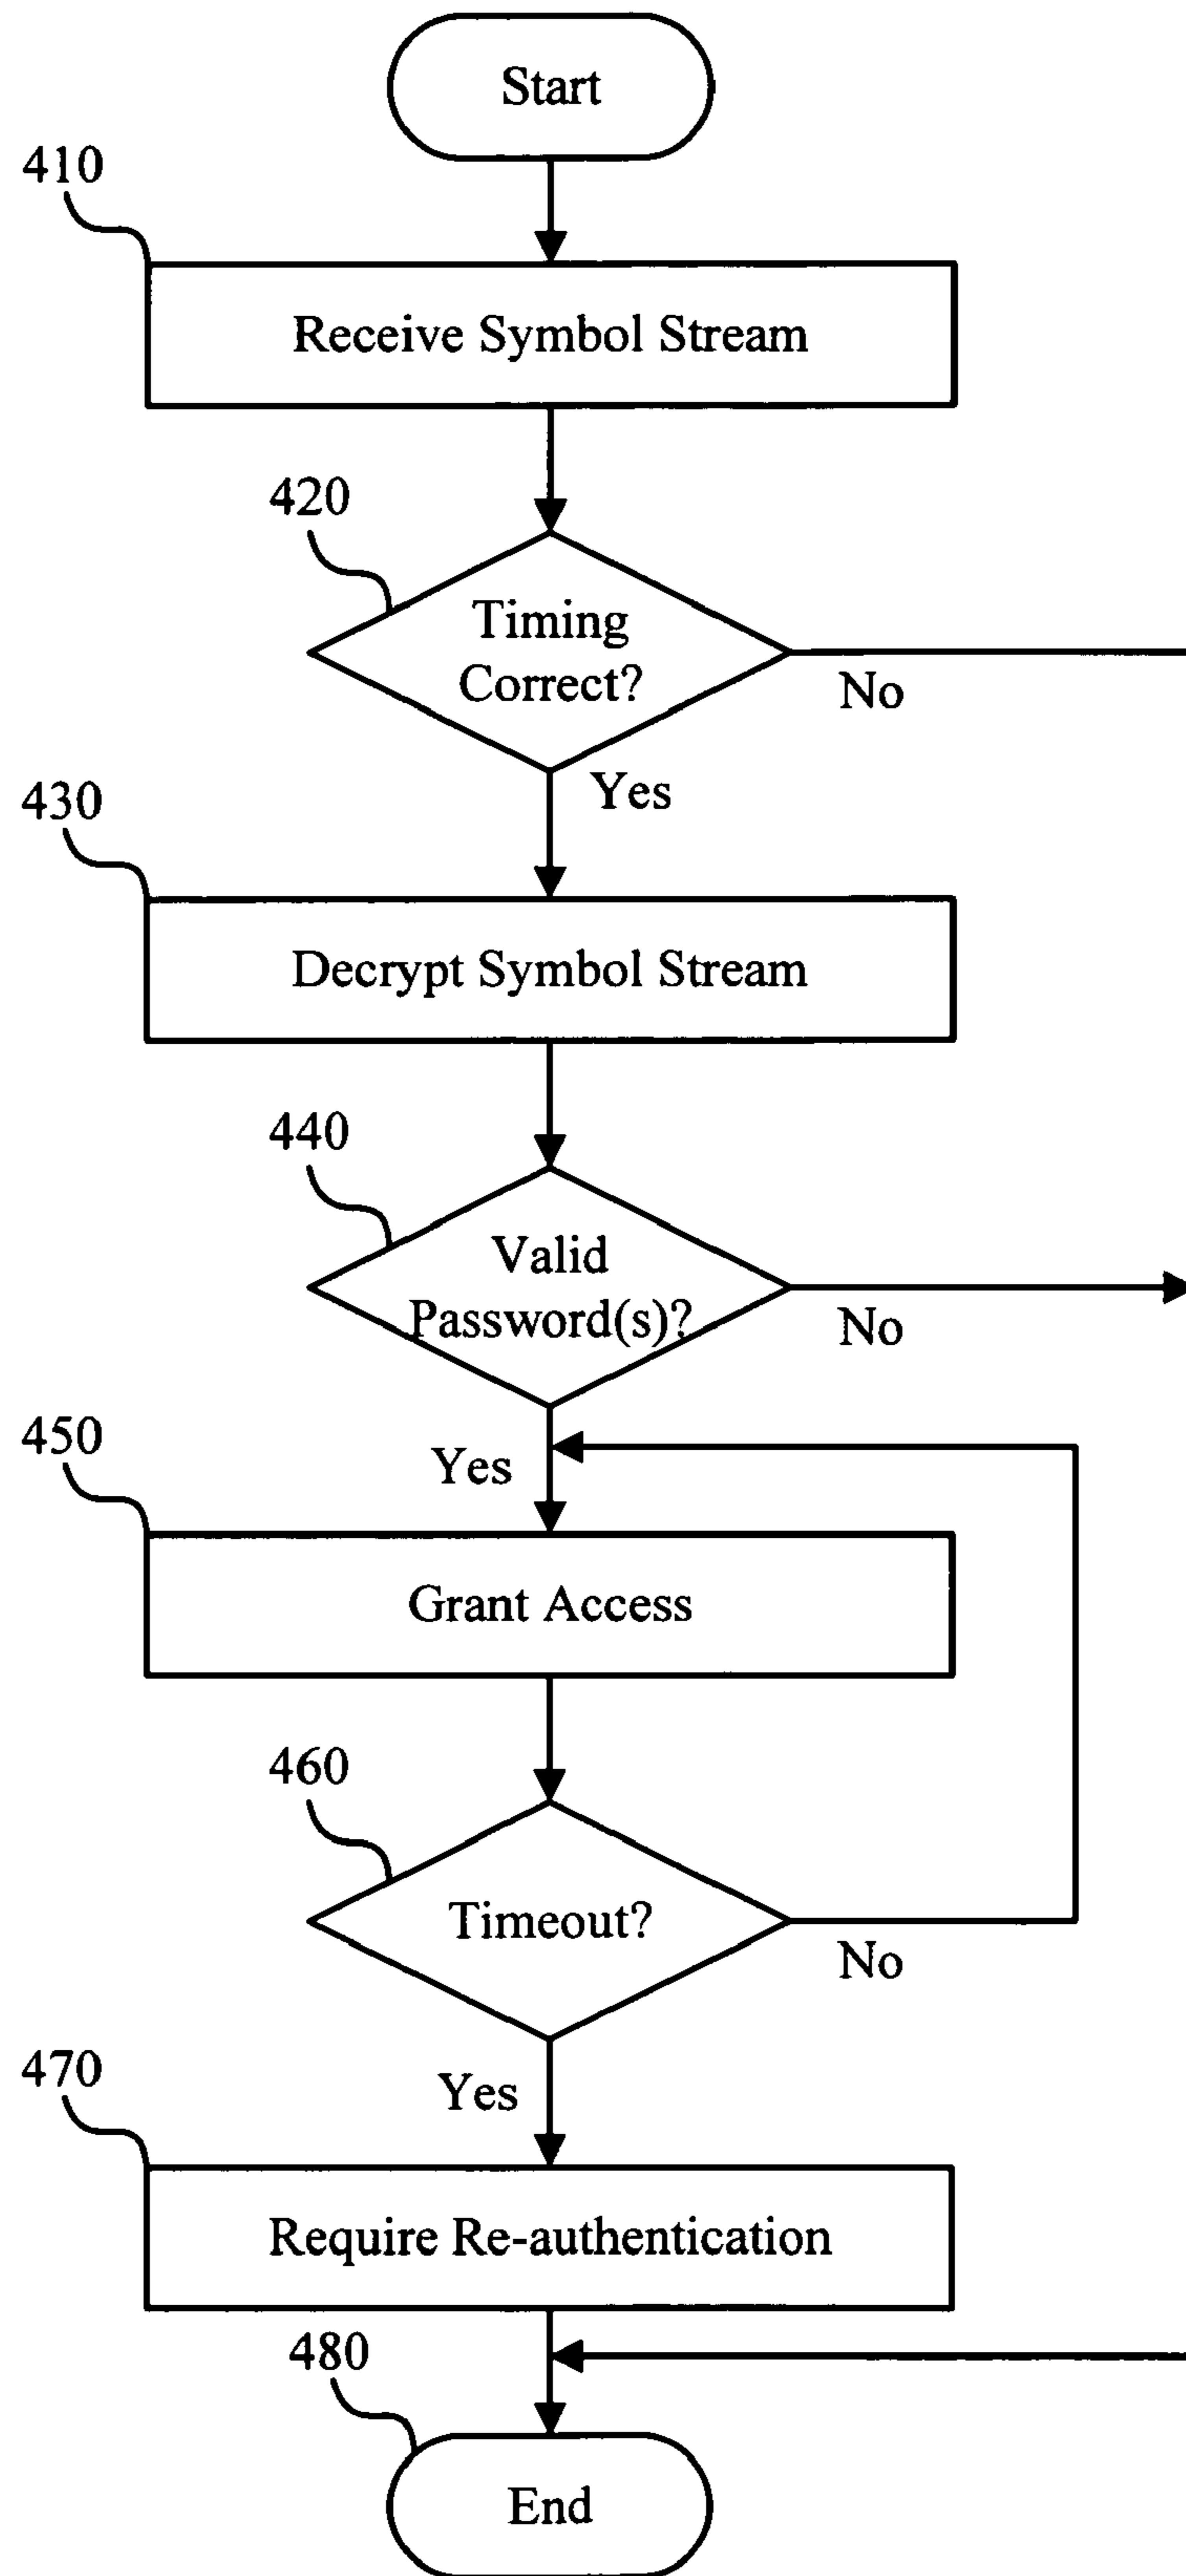 Start
410
Receive Symbol Stream
420
Timing
Correct?
No
Yes
430
Decrypt Symbol Stream
440
Valid
Password(s)?
No
450
Yes
Grant Access
460
Timeout?
No
470
Yes
Require Re-authentication
480
End